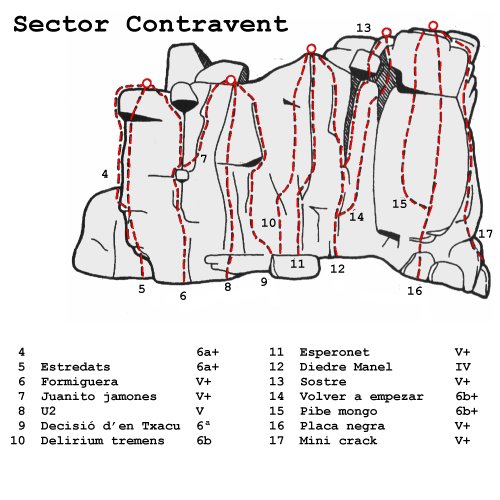 Sector Contravent
13
4
7
10
15
14
17
5
6
8
9
11
12
16
4 6a+
5 Estredats 6a+
6 Formiguera V+
7 Juanito jamones V+
8 U2 V
9 Decisió d'en Txacu 6ª
10 Delirium tremens 6b
11 Esperonet V+
12 Diedre Manel IV
13 Sostre V+
14 Volver a empezar 6b+
15 Pibe mongo 6b+
16 Placa negra V+
17 Mini crack V+